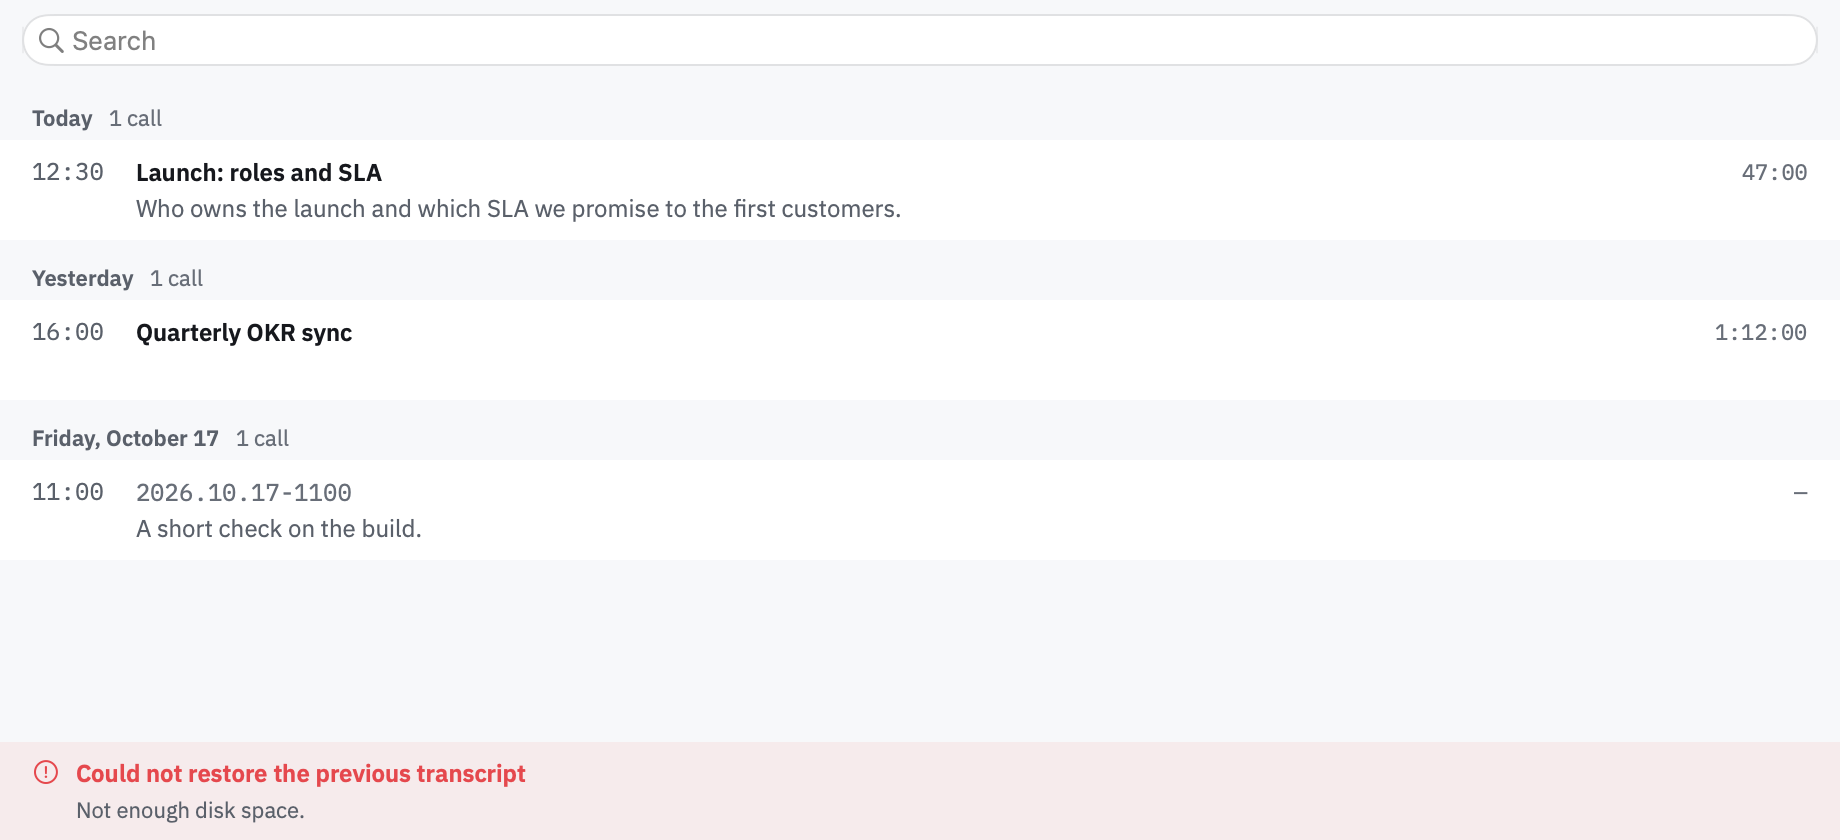 Search
Today 1 call
12:30 Launch: roles and SLA 47:00
Who owns the launch and which SLA we promise to the first customers.
Yesterday 1 call
16:00 Quarterly OKR sync 1:12:00
Friday, October 17 1 call
11:00 2026.10.17-1100 –
A short check on the build.
Could not restore the previous transcript
Not enough disk space.